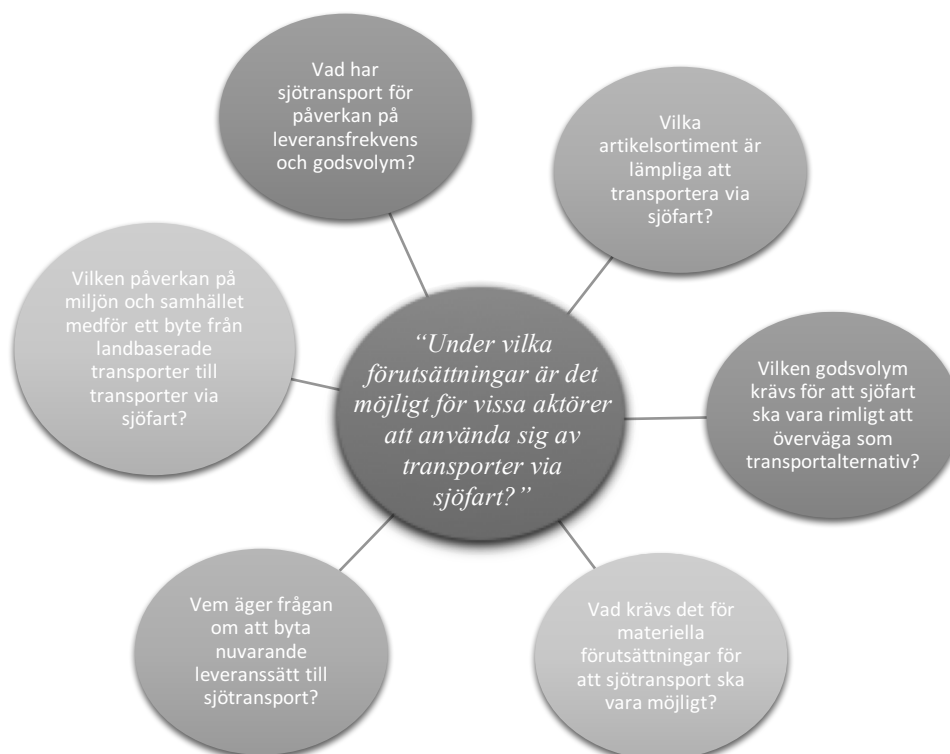 Vad har
sjötransport för
påverkan på
leveransfrekvens
och godsvolym?
Vilka
artikelsortiment är
lämpliga att
transportera via
sjöfart?
Vilken påverkan på
miljön och samhället
medför ett byte från
landbaserade
transporter till
transporter via
sjöfart?
“Under vilka
förutsättningar är det
möjligt för vissa aktörer
att använda sig av
transporter via
sjöfart?”
Vilken godsvolym
krävs för att sjöfart
ska vara rimligt att
överväga som
transportalternativ?
Vem äger frågan
om att byta
nuvarande
leveranssätt till
sjötransport?
Vad krävs det för
materiella
förutsättningar för
att sjötransport ska
vara möjligt?